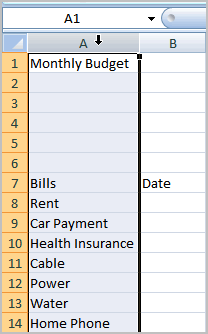 A1
A B
1 Monthly Budget
2
3
4
5
6
7 Bills Date
8 Rent
9 Car Payment
10 Health Insurance
11 Cable
12 Power
13 Water
14 Home Phone